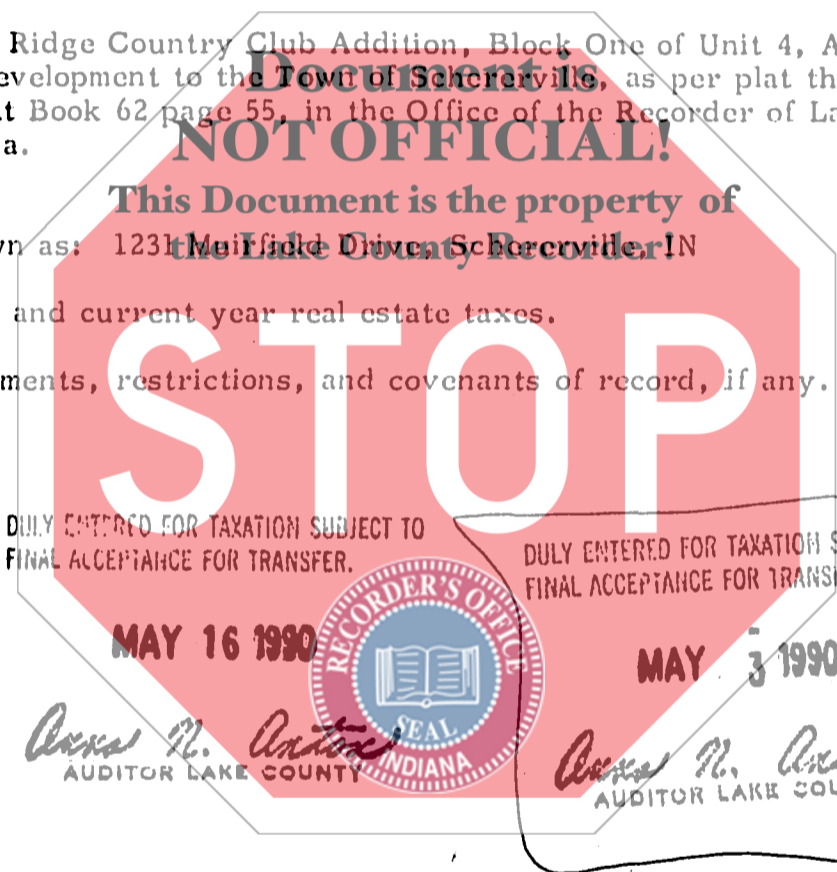 Ridge Country Club Addition, Block One of Unit 4, A
evelopment to the Town of Schererville, as per plat th
t Book 62 page 55, in the Office of the Recorder of La
a.
Document is
NOT OFFICIAL!
This Document is the property of
the Lake County Recorder!
n as: 1231 Muirfield Drive, Schererville, IN
and current year real estate taxes.
ments, restrictions, and covenants of record, if any.
STOP
DULY ENTERED FOR TAXATION SUBJECT TO
FINAL ACCEPTANCE FOR TRANSFER.
MAY 16 1990
Anna N. Anton
AUDITOR LAKE COUNTY
RECORDER'S OFFICE
SEAL
INDIANA
DULY ENTERED FOR TAXATION S
FINAL ACCEPTANCE FOR TRANSF
MAY 3 1990
Anna N. An
AUDITOR LAKE COU